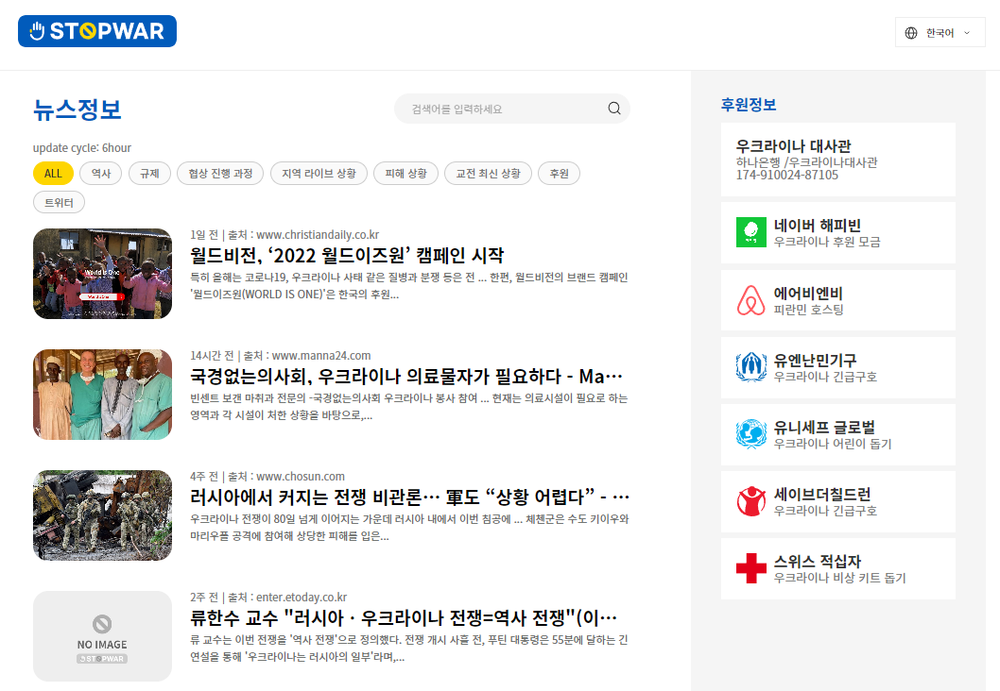 STOPWAR
한국어
뉴스정보
검색어를 입력하세요
update cycle: 6hour
ALL
역사
규제
협상 진행 과정
지역 라이브 상황
피해 상황
교전 최신 상황
후원
트위터
World is One
1일 전 | 출처 : www.christiandaily.co.kr
월드비전, ‘2022 월드이즈원’ 캠페인 시작
특히 올해는 코로나19, 우크라이나 사태 같은 질병과 분쟁 등은 전 ... 한편, 월드비전의 브랜드 캠페인
'월드이즈원(WORLD IS ONE)'은 한국의 후원...
14시간 전 | 출처 : www.manna24.com
국경없는의사회, 우크라이나 의료물자가 필요하다 - Ma…
빈센트 보갠 마취과 전문의 -국경없는의사회 우크라이나 봉사 참여 ... 현재는 의료시설이 필요로 하는
영역과 각 시설이 처한 상황을 바탕으로,...
4주 전 | 출처 : www.chosun.com
러시아에서 커지는 전쟁 비관론… 軍도 “상황 어렵다” - …
우크라이나 전쟁이 80일 넘게 이어지는 가운데 러시아 내에서 이번 침공에 ... 체첸군은 수도 키이우와
마리우폴 공격에 참여해 상당한 피해를 입은...
NO IMAGE
STOPWAR
2주 전 | 출처 : enter.etoday.co.kr
류한수 교수 "러시아ㆍ우크라이나 전쟁=역사 전쟁"(이…
류 교수는 이번 전쟁을 '역사 전쟁'으로 정의했다. 전쟁 개시 사흘 전, 푸틴 대통령은 55분에 달하는 긴
연설을 통해 '우크라이나는 러시아의 일부'라며,...
후원정보
우크라이나 대사관
하나은행 /우크라이나대사관
174-910024-87105
네이버 해피빈
우크라이나 후원 모금
에어비엔비
피란민 호스팅
유엔난민기구
우크라이나 긴급구호
유니세프 글로벌
우크라이나 어린이 돕기
세이브더칠드런
우크라이나 긴급구호
스위스 적십자
우크라이나 비상 키트 돕기